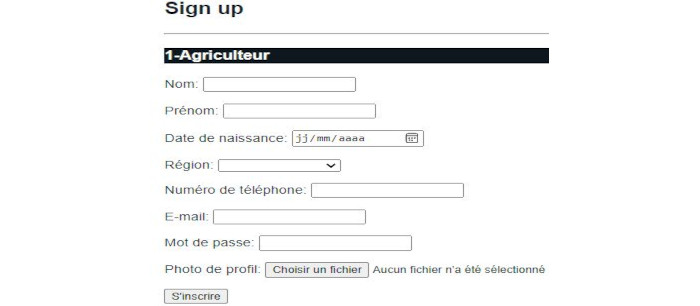 Sign up
1-Agriculteur
Nom:
Prénom:
Date de naissance: jj/mm/aaaa
Région:
Numéro de téléphone:
E-mail:
Mot de passe:
Photo de profil: Choisir un fichier Aucun fichier n'a été sélectionné
S'inscrire